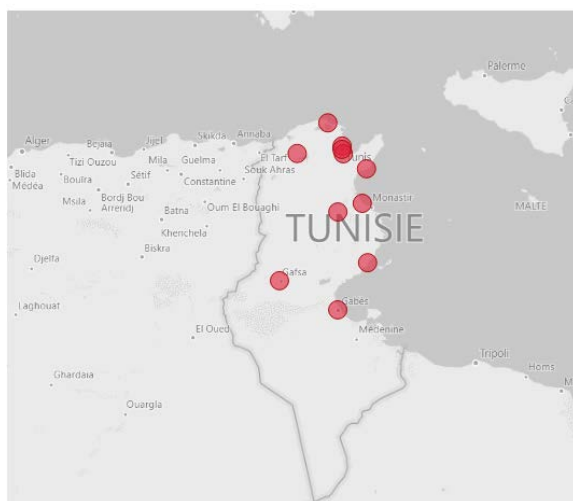 Palerme
Alger
Bejaia
Jijel
Skikda
Annaba
Tizi Ouzou
Mila
Guelma
El Tarf
Tunis
Blida
Médéa
Bouira
Sétif
Constantine
Souk Ahras
Bordj Bou
Arreridj
Msila
Batna
Oum El Bouaghi
Monastir
MALTE
Khenchela
TUNISIE
Biskra
Djelfa
Gafsa
Laghouat
Gabès
El Oued
Médenine
Tripoli
Homs
Ghardaia
Ouargla